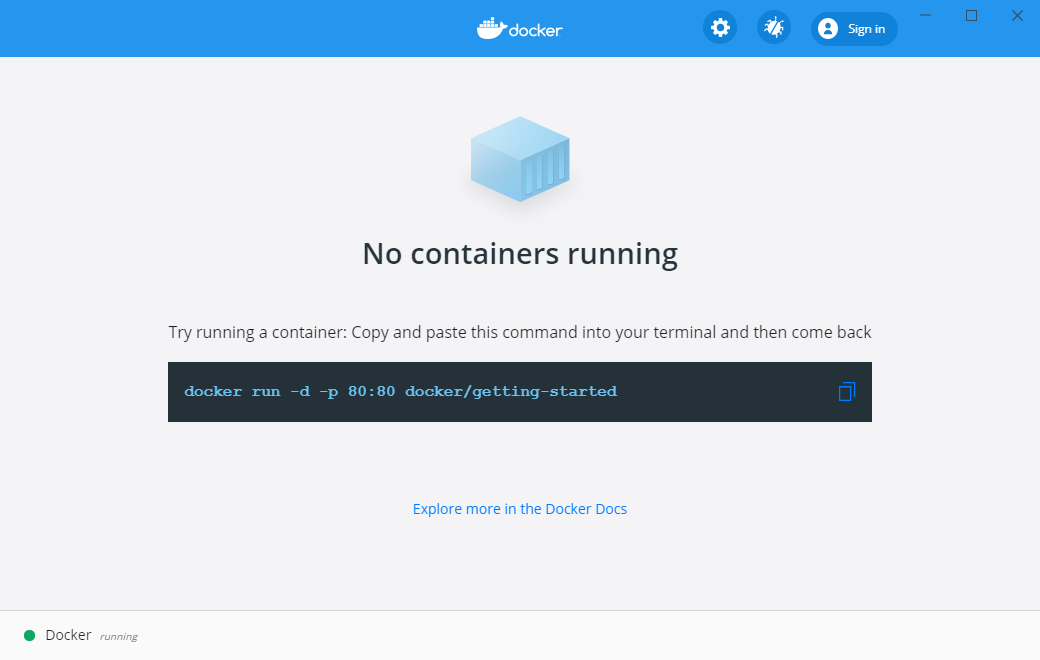 docker
Sign in
No containers running
Try running a container: Copy and paste this command into your terminal and then come back
docker run -d -p 80:80 docker/getting-started
Explore more in the Docker Docs
Docker running